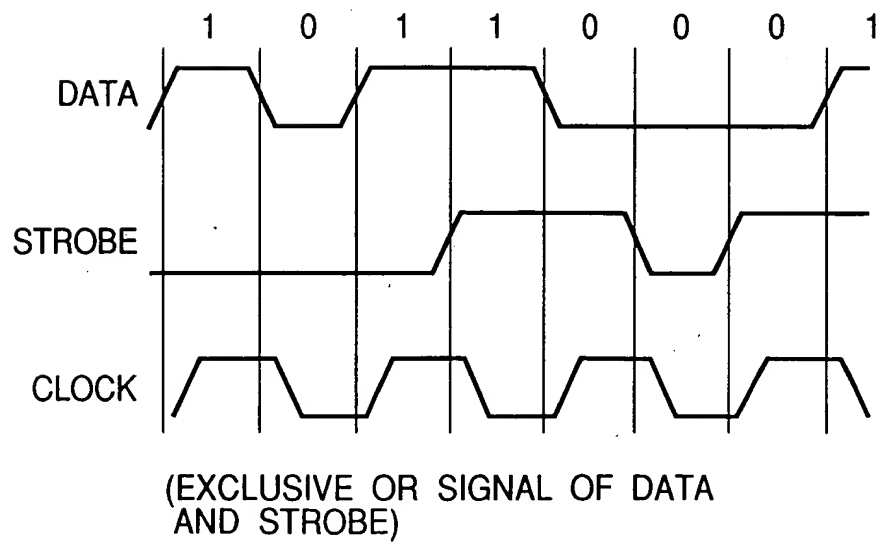 1 0 1 1 0 0 0 1
DATA
STROBE
CLOCK
(EXCLUSIVE OR SIGNAL OF DATA
AND STROBE)